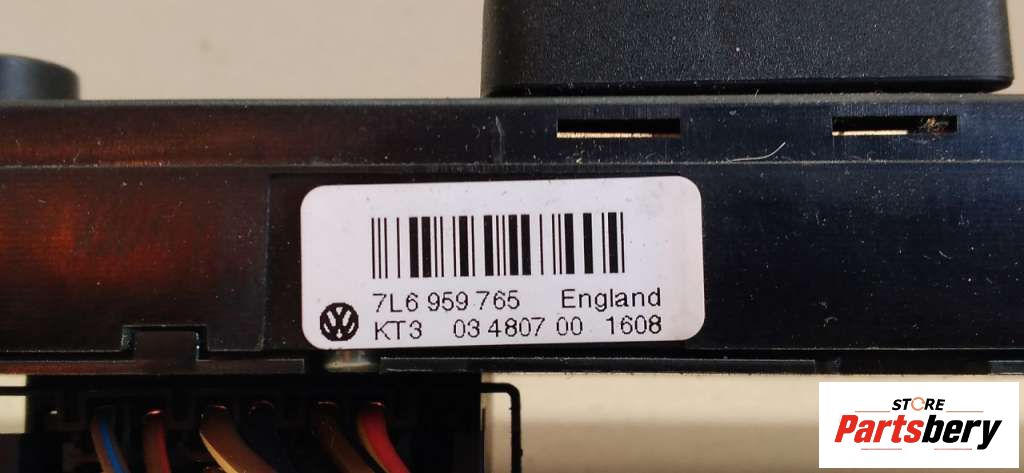 7L6 959 765 England
KT3 03 4807 00 1608
STORE
Partsbery